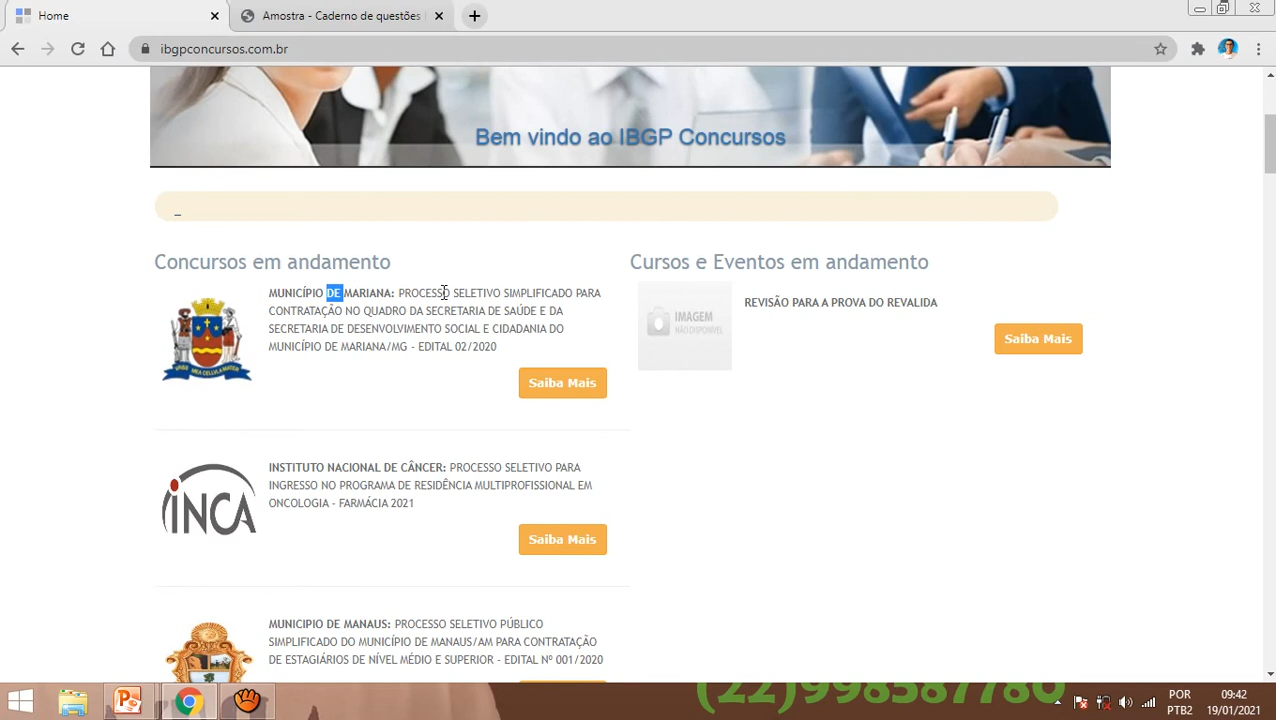 Home
Amostra - Caderno de questões
ibgpconcursos.com.br
Bem vindo ao IBGP Concursos
_
Concursos em andamento
MUNICÍPIO DE MARIANA: PROCESSO SELETIVO SIMPLIFICADO PARA
CONTRATAÇÃO NO QUADRO DA SECRETARIA DE SAÚDE E DA
SECRETARIA DE DESENVOLVIMENTO SOCIAL E CIDADANIA DO
MUNICÍPIO DE MARIANA/MG - EDITAL 02/2020
Saiba Mais
INSTITUTO NACIONAL DE CÂNCER: PROCESSO SELETIVO PARA
INGRESSO NO PROGRAMA DE RESIDÊNCIA MULTIPROFISSIONAL EM
ONCOLOGIA - FARMÁCIA 2021
INCA
Saiba Mais
MUNICIPIO DE MANAUS: PROCESSO SELETIVO PÚBLICO
SIMPLIFICADO DO MUNICÍPIO DE MANAUS/AM PARA CONTRATAÇÃO
DE ESTAGIÁRIOS DE NÍVEL MÉDIO E SUPERIOR - EDITAL Nº 001/2020
Cursos e Eventos em andamento
IMAGEM
NÃO DISPONIVEL
REVISÃO PARA A PROVA DO REVALIDA
Saiba Mais
(22)998587780
POR
PTB2
09:42
19/01/2021